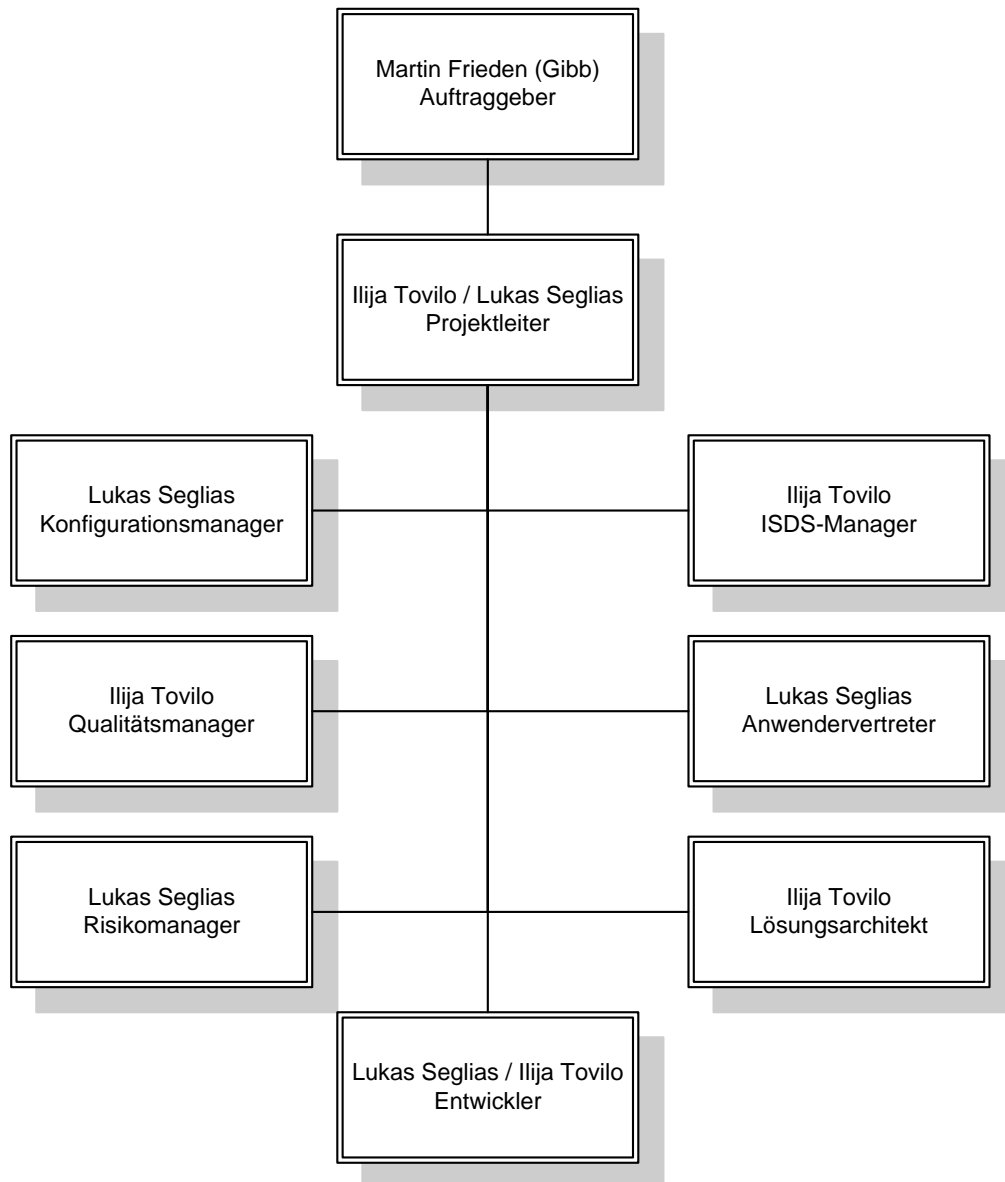 Martin Frieden (Gibb)
Auftraggeber
Ilija Tovilo / Lukas Seglias
Projektleiter
Lukas Seglias
Konfigurationsmanager
Ilija Tovilo
ISDS-Manager
Ilija Tovilo
Qualitätsmanager
Lukas Seglias
Anwendervertreter
Lukas Seglias
Risikomanager
Ilija Tovilo
Lösungsarchitekt
Lukas Seglias / Ilija Tovilo
Entwickler